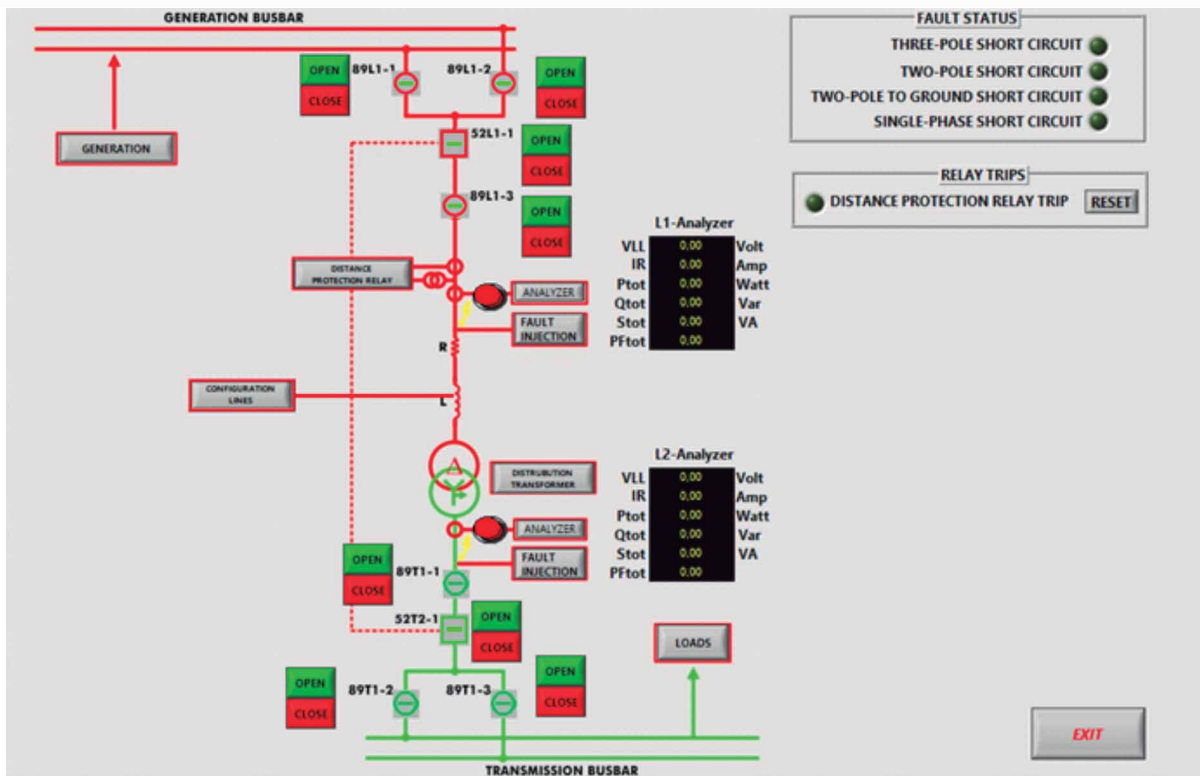 GENERATION BUSBAR
OPEN
CLOSE
89L1-1
89L1-2
OPEN
CLOSE
GENERATION
52L1-1
OPEN
CLOSE
89L1-3
OPEN
CLOSE
DISTANCE
PROTECTION RELAY
ANALYZER
FAULT
INJECTION
R
CONFIGURATION
LINES
L
Δ
DISTRUBUTION
TRANSFORMER
ANALYZER
FAULT
INJECTION
OPEN
CLOSE
89T1-1
52T2-1
OPEN
CLOSE
OPEN
CLOSE
89T1-2
89T1-3
OPEN
CLOSE
LOADS
TRANSMISSION BUSBAR
FAULT STATUS
THREE-POLE SHORT CIRCUIT
TWO-POLE SHORT CIRCUIT
TWO-POLE TO GROUND SHORT CIRCUIT
SINGLE-PHASE SHORT CIRCUIT
RELAY TRIPS
DISTANCE PROTECTION RELAY TRIP RESET
L1-Analyzer
VLL 0,00 Volt
IR 0,00 Amp
Ptot 0,00 Watt
Qtot 0,00 Var
Stot 0,00 VA
PFtot 0,00
L2-Analyzer
VLL 0,00 Volt
IR 0,00 Amp
Ptot 0,00 Watt
Qtot 0,00 Var
Stot 0,00 VA
PFtot 0,00
EXIT